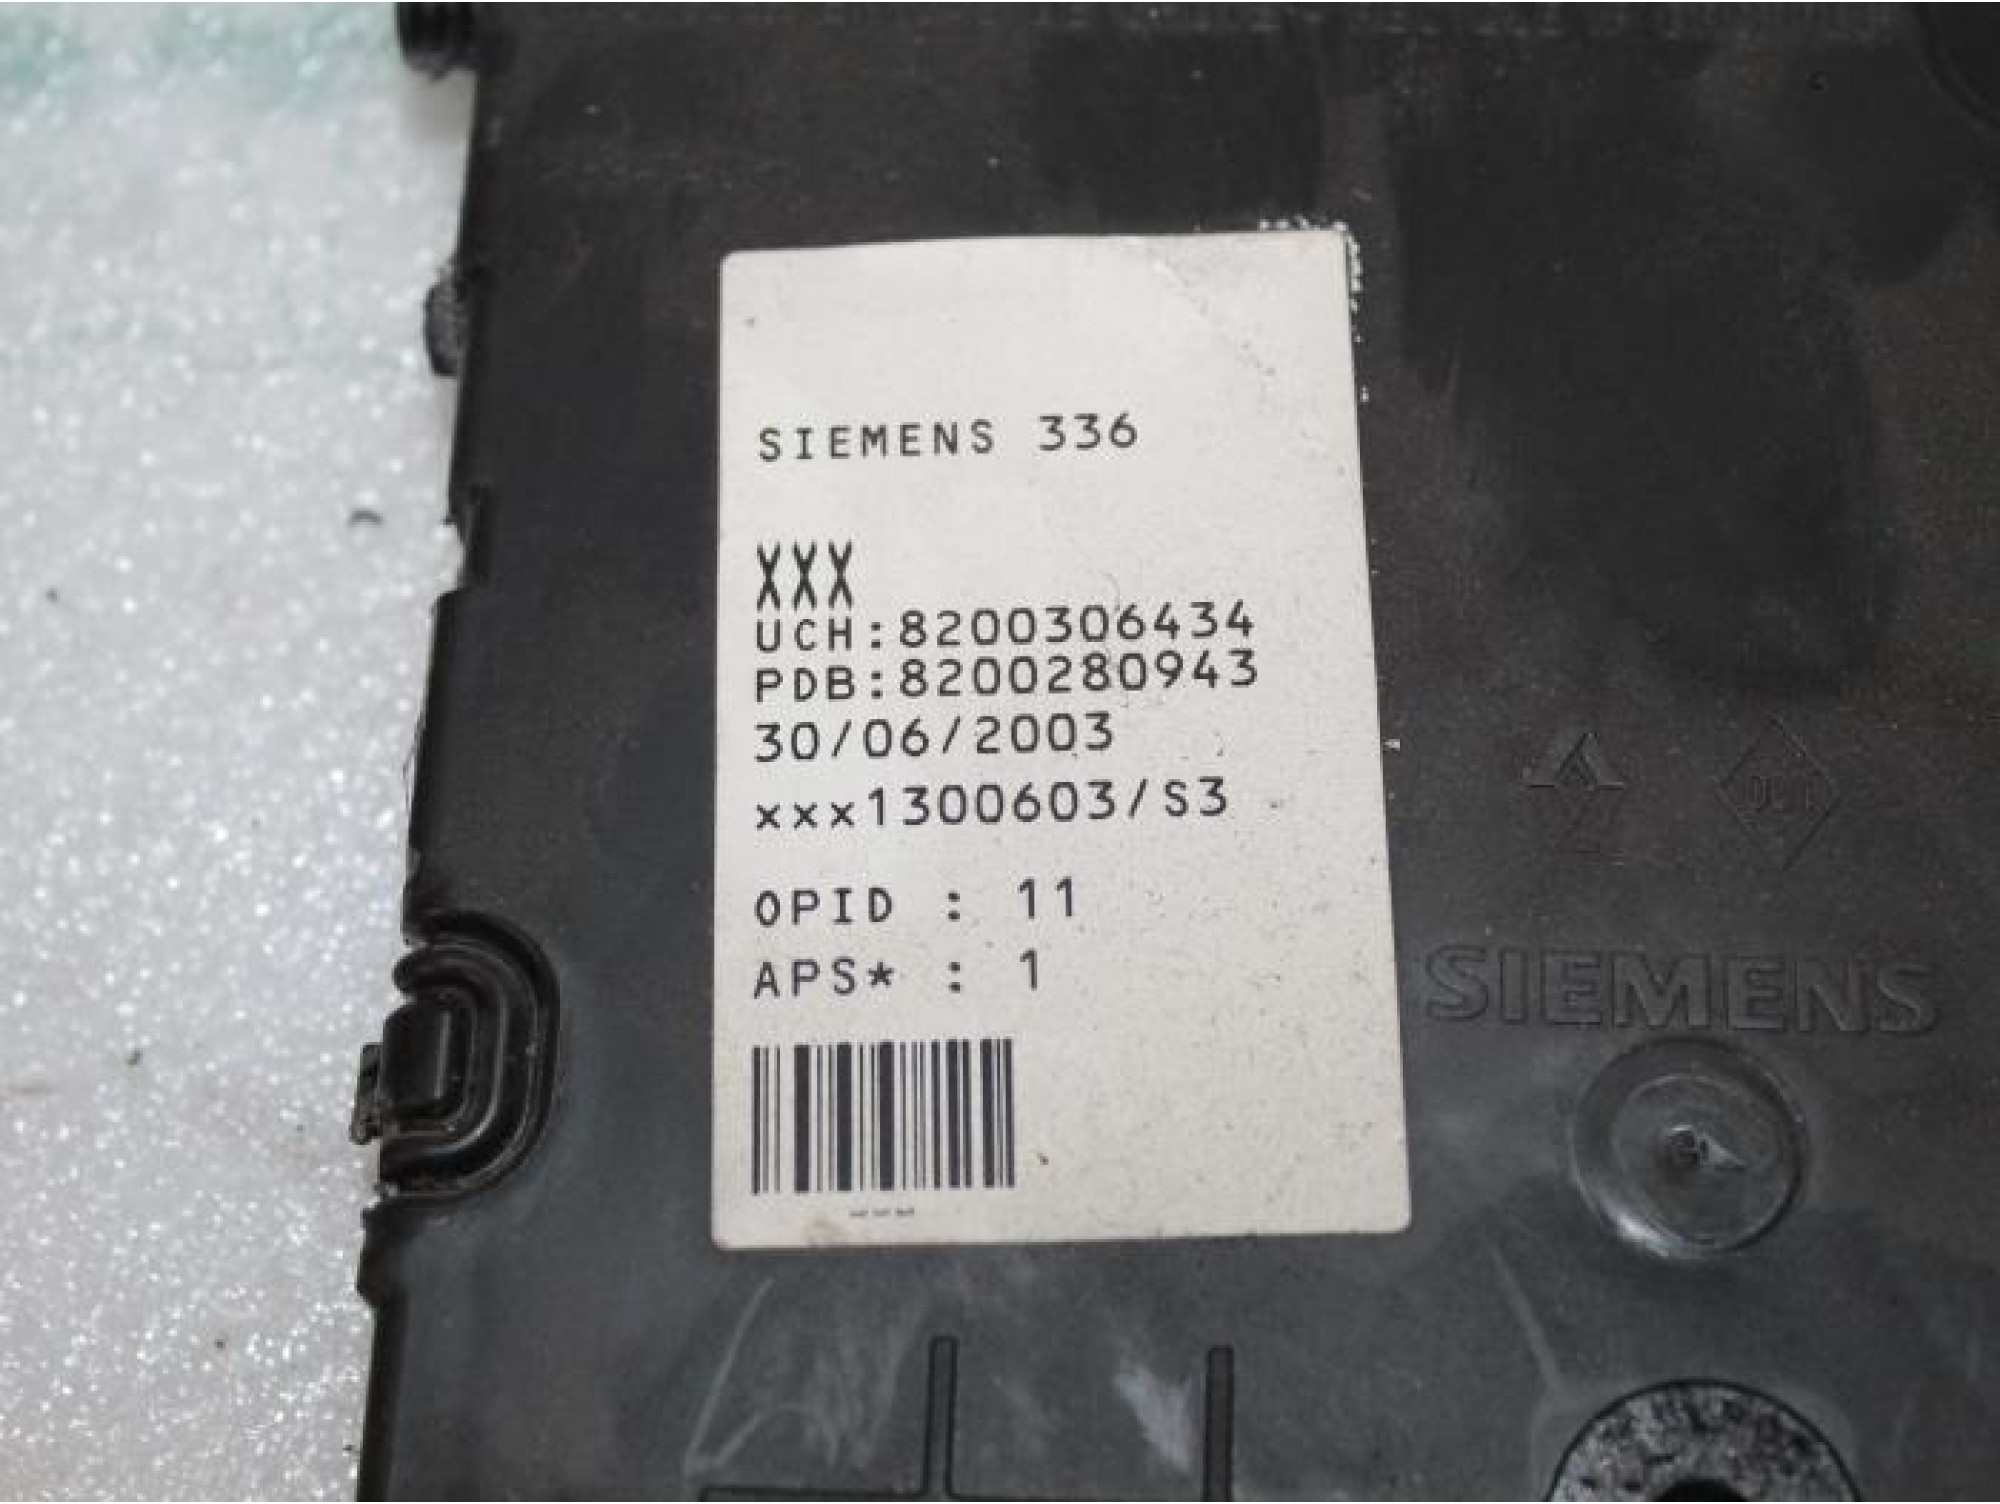 SIEMENS 336
XXX
UCH:8200306434
PDB:8200280943
30/06/2003
xxx1300603/S3
OPID : 11
APS* : 1
SIEMENS